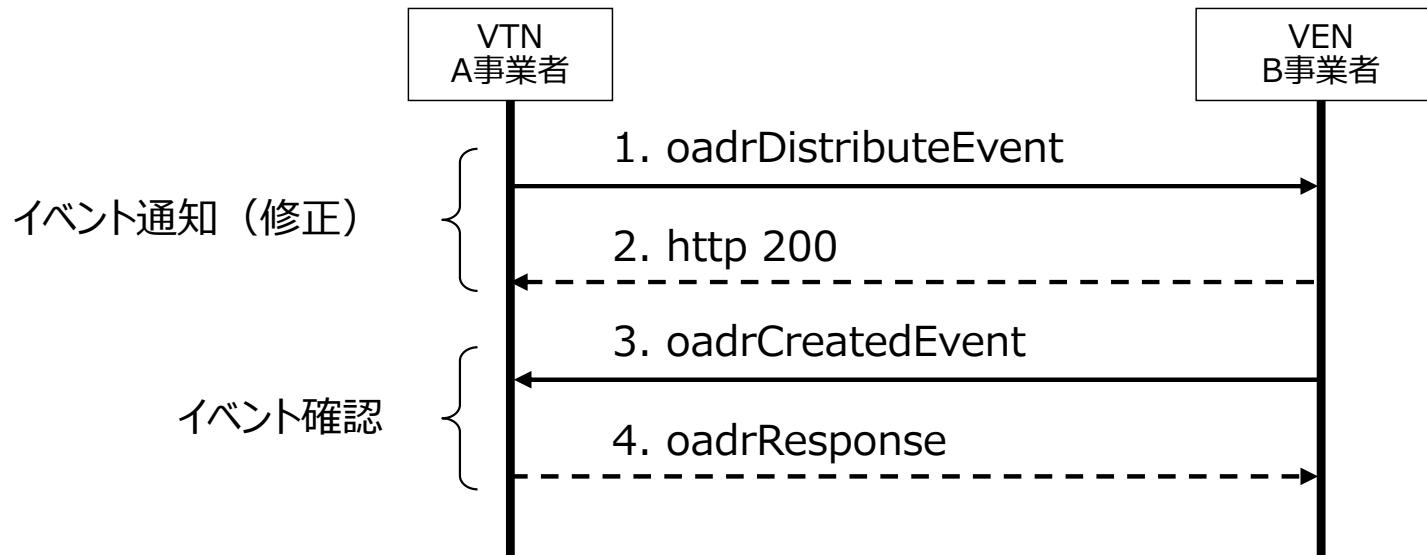 VTN
A事業者
VEN
B事業者
1. oadrDistributeEvent
イベント通知（修正）
2. http 200
3. oadrCreatedEvent
イベント確認
4. oadrResponse